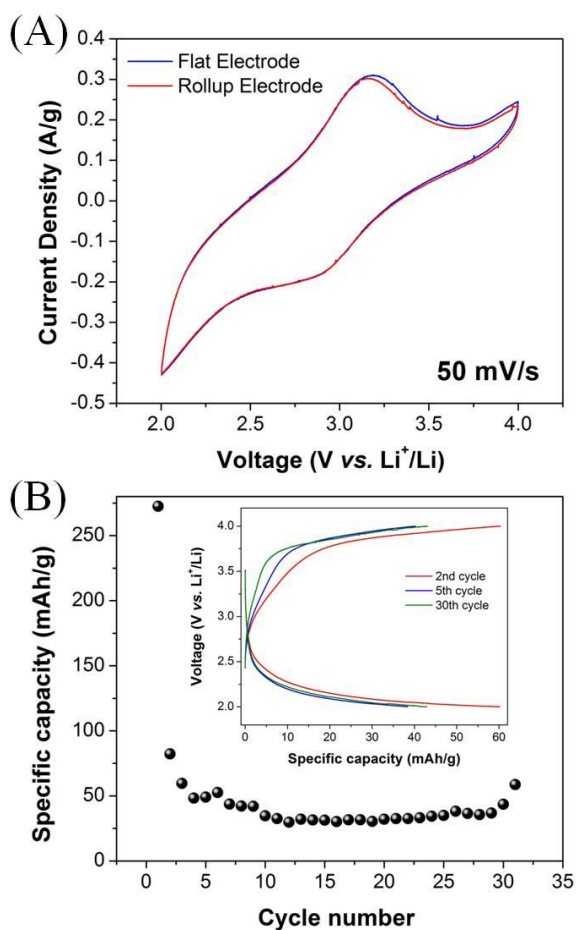 (A)
0.4
0.3
0.2
0.1
0.0
-0.1
-0.2
-0.3
-0.4
-0.5
Current Density (A/g)
Flat Electrode
Rollup Electrode
50 mV/s
2.0 2.5 3.0 3.5 4.0
Voltage (V vs. Li⁺/Li)
(B)
250
200
150
100
50
0
Specific capacity (mAh/g)
4.0
3.5
3.0
2.5
2.0
Voltage (V vs. Li⁺/Li)
2nd cycle
5th cycle
30th cycle
0 10 20 30 40 50 60
Specific capacity (mAh/g)
0 5 10 15 20 25 30 35
Cycle number